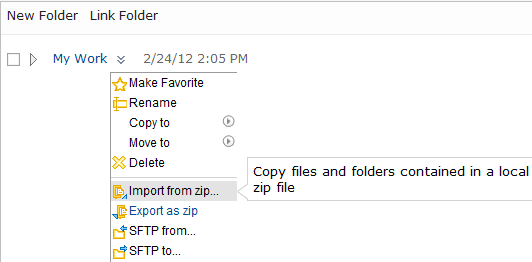 New Folder Link Folder
My Work 2/24/12 2:05 PM
Make Favorite
Rename
Copy to
Move to
Delete
Import from zip...
Copy files and folders contained in a local
zip file
Export as zip
SFTP from...
SFTP to...